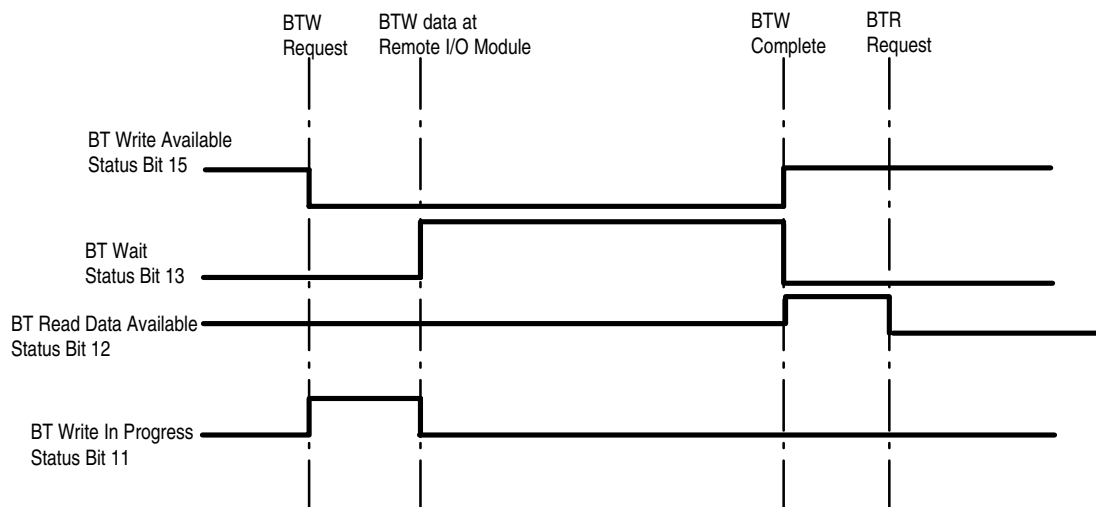 BTW
Request
BTW data at
Remote I/O Module
BTW
Complete
BTR
Request
BT Write Available
Status Bit 15
BT Wait
Status Bit 13
BT Read Data Available
Status Bit 12
BT Write In Progress
Status Bit 11